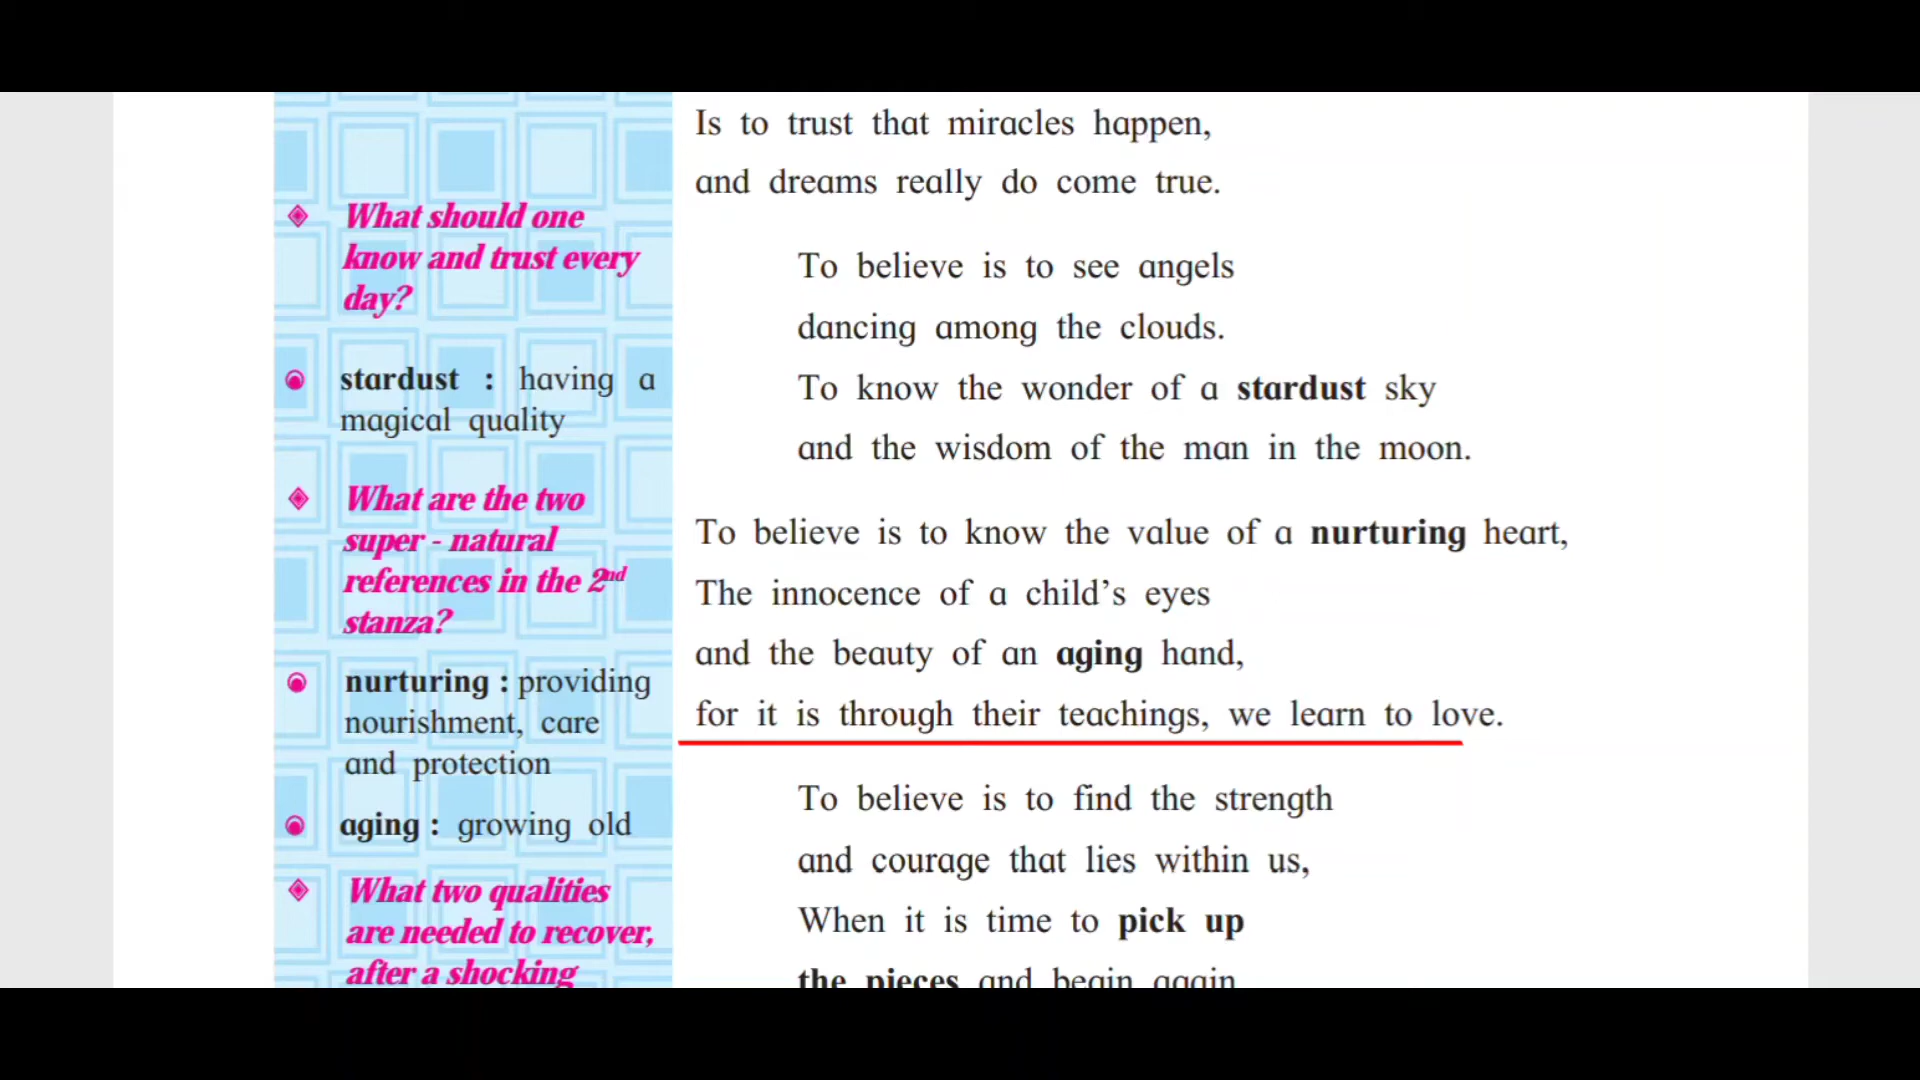 What should one
know and trust every
day?
stardust : having a
magical quality
What are the two
super - natural
references in the 2nd
stanza?
nurturing : providing
nourishment, care
and protection
aging : growing old
What two qualities
are needed to recover,
after a shocking
Is to trust that miracles happen,
and dreams really do come true.
To believe is to see angels
dancing among the clouds.
To know the wonder of a stardust sky
and the wisdom of the man in the moon.
To believe is to know the value of a nurturing heart,
The innocence of a child’s eyes
and the beauty of an aging hand,
for it is through their teachings, we learn to love.
To believe is to find the strength
and courage that lies within us,
When it is time to pick up
the pieces and begin again